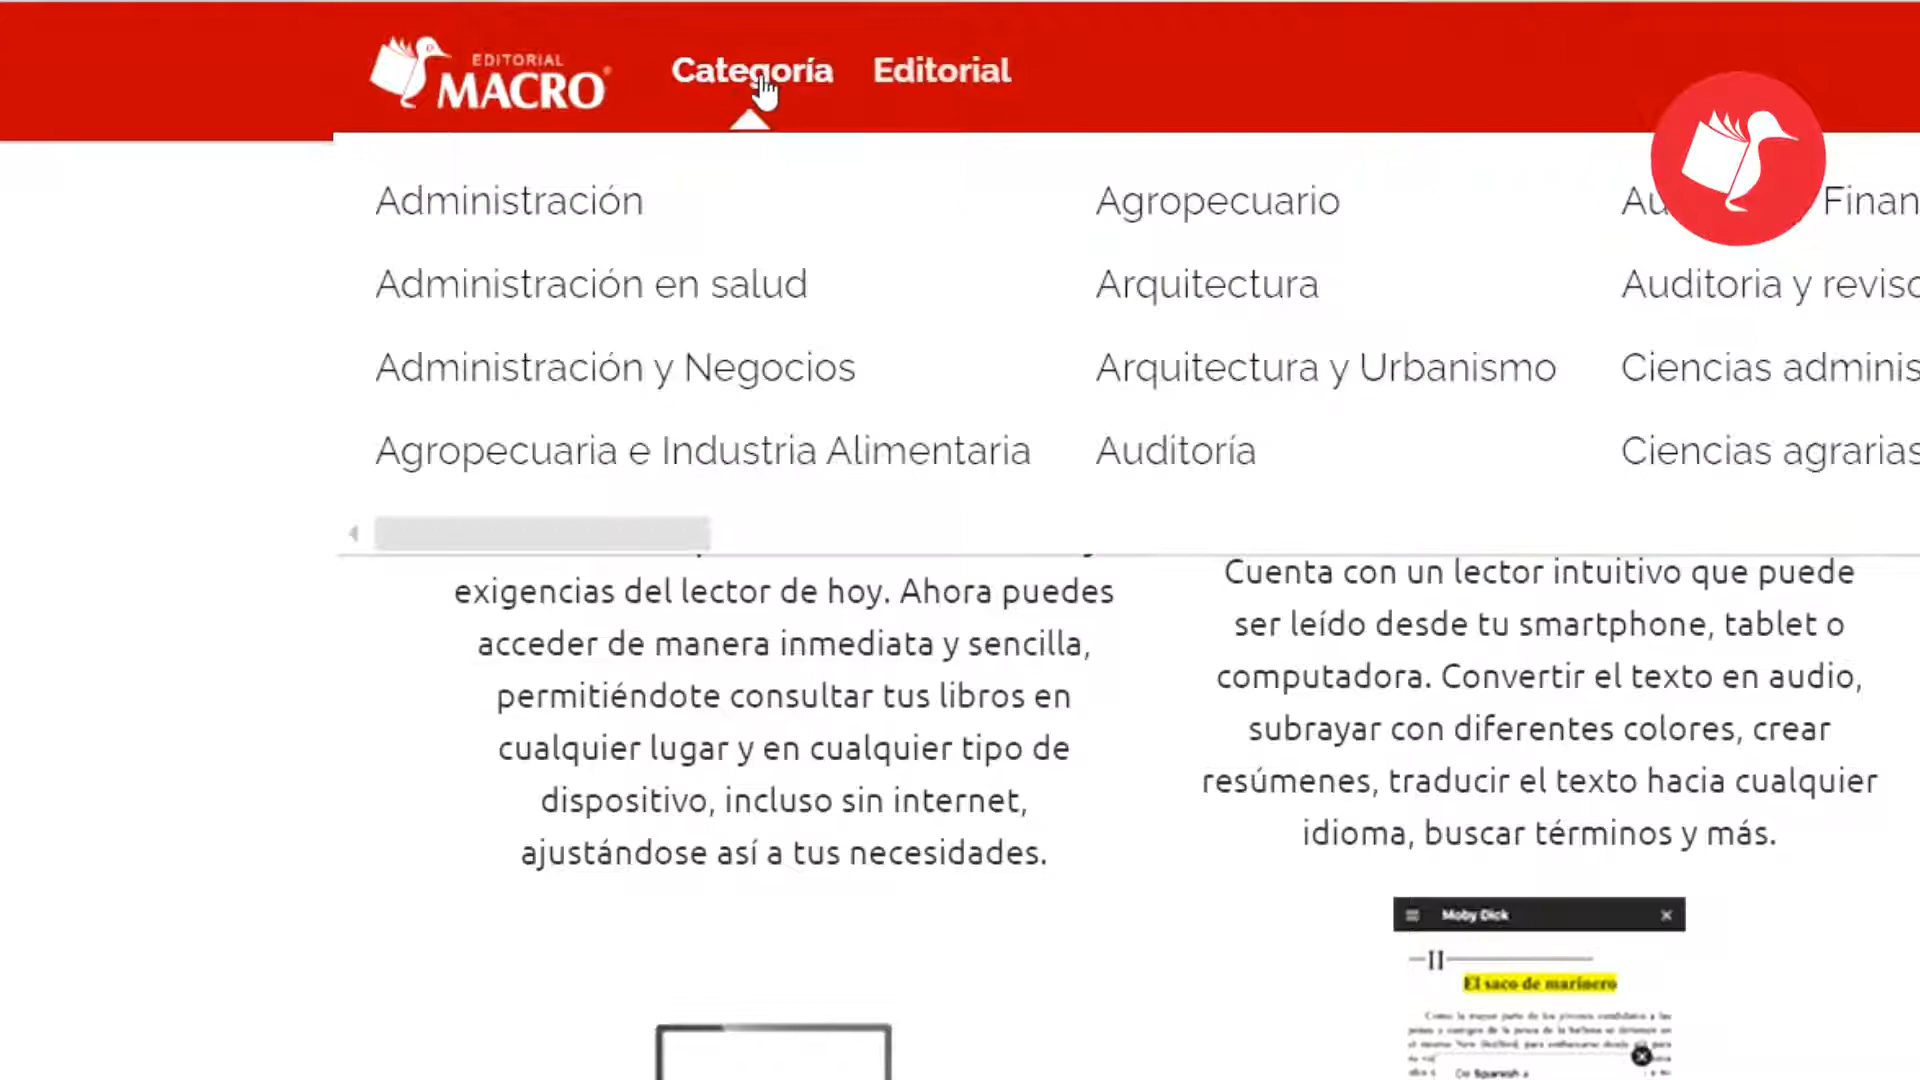 EDITORIAL
MACRO
Categoría
Editorial
Administración
Agropecuario
Au
Finan
Administración en salud
Arquitectura
Auditoria y reviso
Administración y Negocios
Arquitectura y Urbanismo
Ciencias adminis
Agropecuaria e Industria Alimentaria
Auditoría
Ciencias agrarias
exigencias del lector de hoy. Ahora puedes
acceder de manera inmediata y sencilla,
permitiéndote consultar tus libros en
cualquier lugar y en cualquier tipo de
dispositivo, incluso sin internet,
ajustándose así a tus necesidades.
Cuenta con un lector intuitivo que puede
ser leído desde tu smartphone, tablet o
computadora. Convertir el texto en audio,
subrayar con diferentes colores, crear
resúmenes, traducir el texto hacia cualquier
idioma, buscar términos y más.
Moby Dick
II
El saco de marinero
De Spanish a